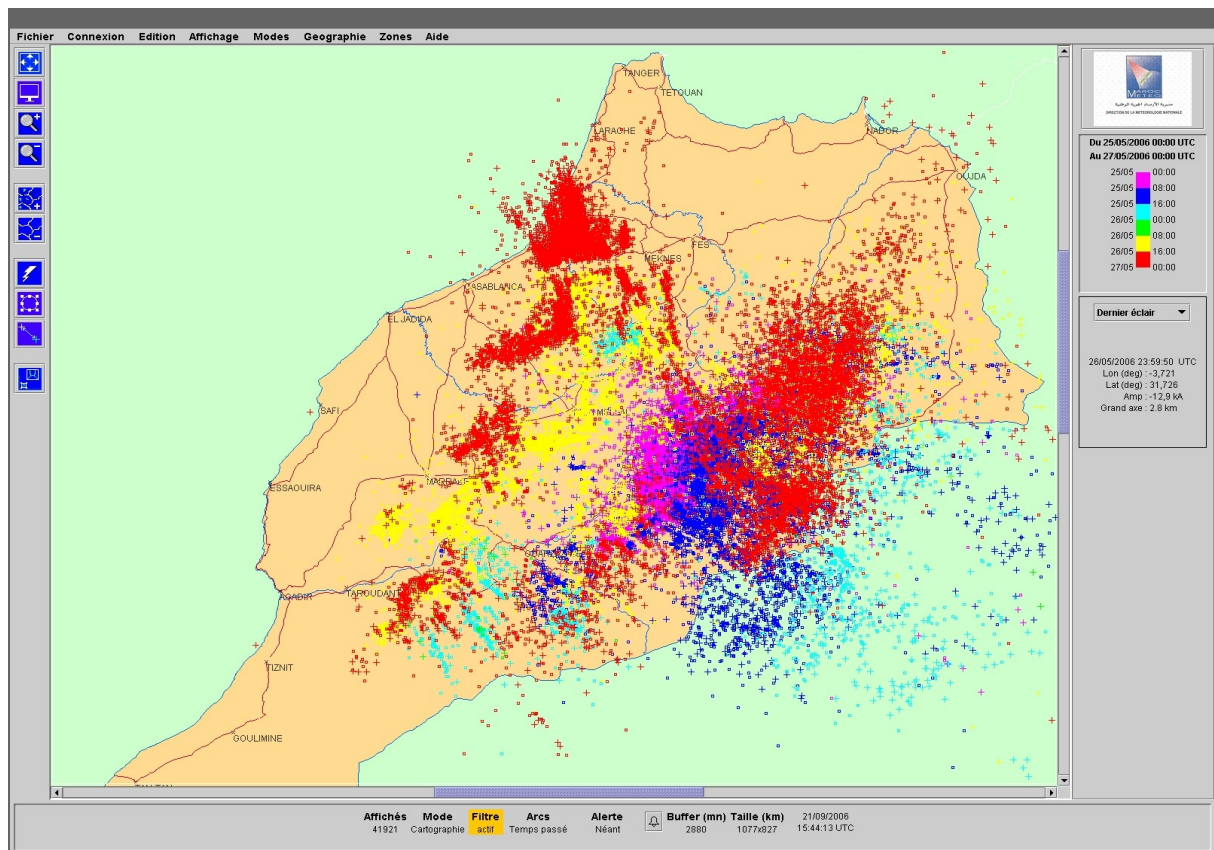 Fichier Connexion Edition Affichage Modes Geographie Zones Aide
TANGER
TETOUAN
LARACHE
NADOR
OUJDA
FES
MEKNES
CASABLANCA
EL JADIDA
SAFI
ESSAOUIRA
AGADIR
TAROUDANT
TIZNIT
GOULIMINE
MAROC
METEO
DIRECTION DE LA METEOROLOGIE NATIONALE
Du 25/05/2006 00:00 UTC
Au 27/05/2006 00:00 UTC
25/05 00:00
25/05 08:00
25/05 16:00
26/05 00:00
26/05 08:00
26/05 16:00
27/05 00:00
Dernier éclair
26/05/2006 23:59:50 UTC
Lon (deg) : -3,721
Lat (deg) : 31,726
Amp : -12,9 kA
Grand axe : 2.8 km
Affichés Mode Filtre Arcs Alerte Buffer (mn) Taille (km) 21/09/2006
41921 Cartographie actif Temps passé Néant 2880 1077x827 15:44:13 UTC